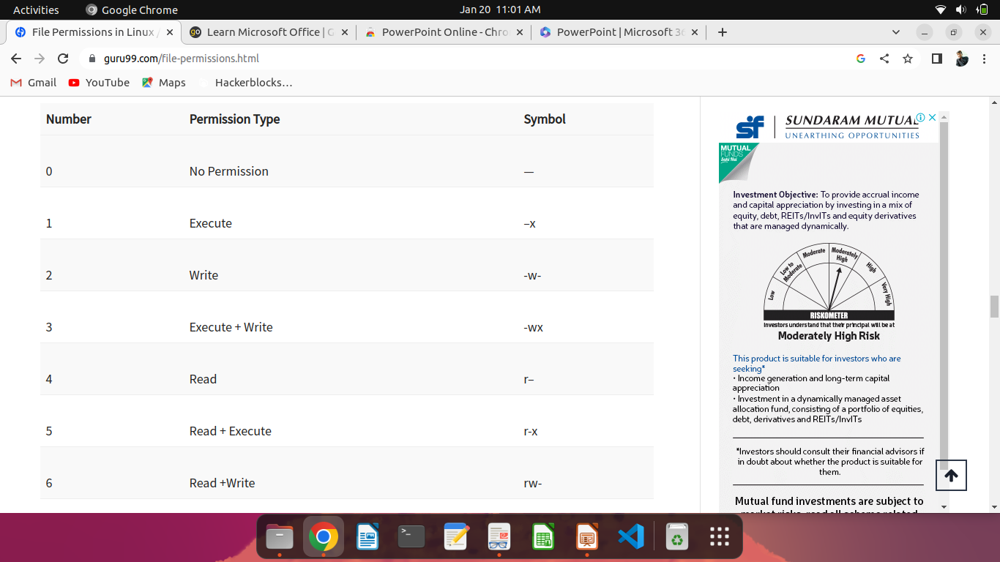 Activities Google Chrome Jan 20 11:01 AM
File Permissions in Linux / Learn Microsoft Office | G PowerPoint Online - Chro PowerPoint | Microsoft 36
guru99.com/file-permissions.html
Gmail YouTube Maps Hackerblocks…
Number Permission Type Symbol
0 No Permission —
1 Execute –x
2 Write -w-
3 Execute + Write -wx
4 Read r–
5 Read + Execute r-x
6 Read +Write rw-
sf SUNDARAM MUTUAL
UNEARTHING OPPORTUNITIES
MUTUAL
FUNDS
Sahi Hai
Investment Objective: To provide accrual income
and capital appreciation by investing in a mix of
equity, debt, REITs/InvITs and equity derivatives
that are managed dynamically.
Low
Low to
Moderate
Moderate
Moderately
High
High
Very High
RISKOMETER
Investors understand that their principal will be at
Moderately High Risk
This product is suitable for investors who are
seeking*
• Income generation and long-term capital
appreciation
• Investment in a dynamically managed asset
allocation fund, consisting of a portfolio of equities,
debt, derivatives and REITs/InvITs
*Investors should consult their financial advisors if
in doubt about whether the product is suitable for
them.
Mutual fund investments are subject to
market risks, read all scheme related